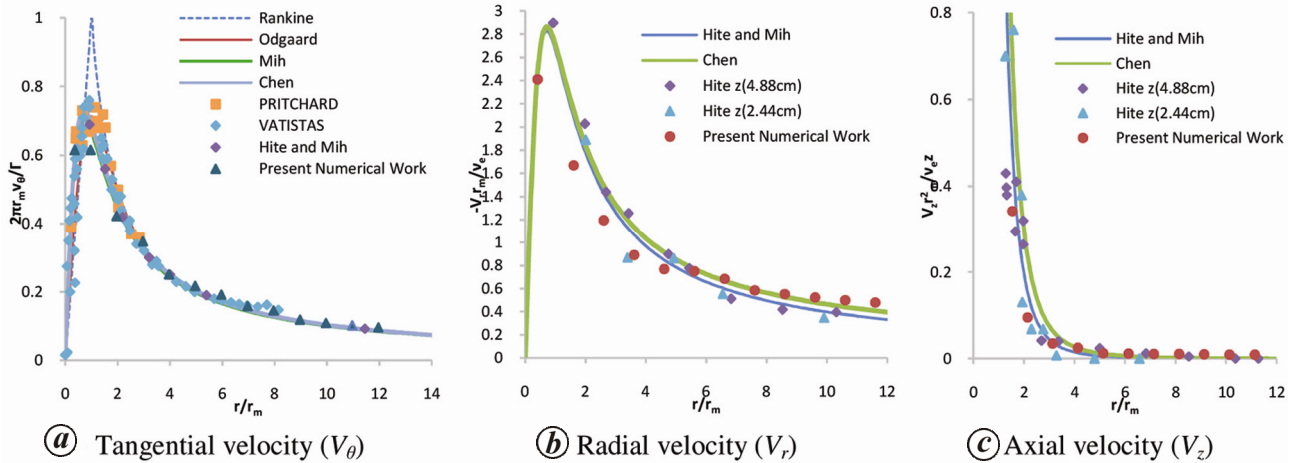 1
0.8
0.6
0.4
0.2
0
2πr_m v_θ/Γ
0 2 4 6 8 10 12 14
r/r_m
Rankine
Odgaard
Mih
Chen
PRITCHARD
VATISTAS
Hite and Mih
Present Numerical Work
a Tangential velocity (V_θ)
3
2.8
2.6
2.4
2.2
2
1.8
1.6
1.4
1.2
1
0.8
0.6
0.4
0.2
0
-V_r r_m/v_e
0 2 4 6 8 10 12
r/r_m
Hite and Mih
Chen
Hite z(4.88cm)
Hite z(2.44cm)
Present Numerical Work
b Radial velocity (V_r)
0.8
0.6
0.4
0.2
0
0 2 4 6 8 10 12
r/r_m
Hite and Mih
Chen
Hite z(4.88cm)
Hite z(2.44cm)
Present Numerical Work
c Axial velocity (V_z)